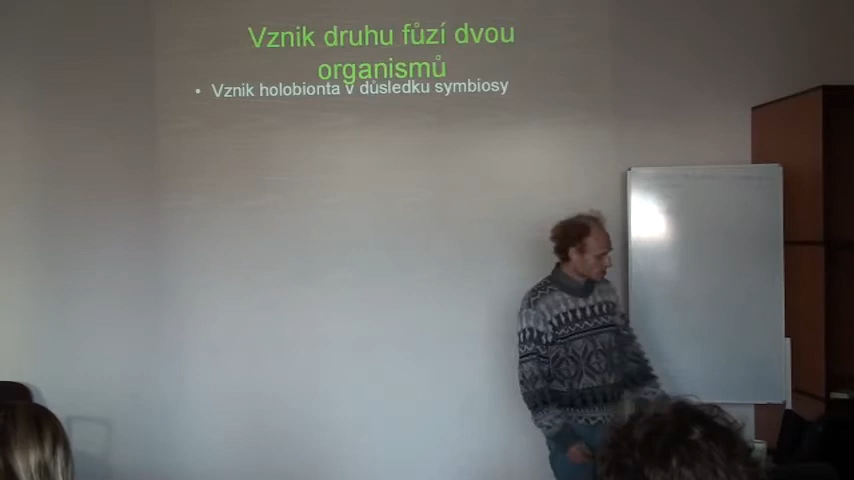 Vznik druhu fůzí dvou
organismů
• Vznik holobionta v důsledku symbiosy